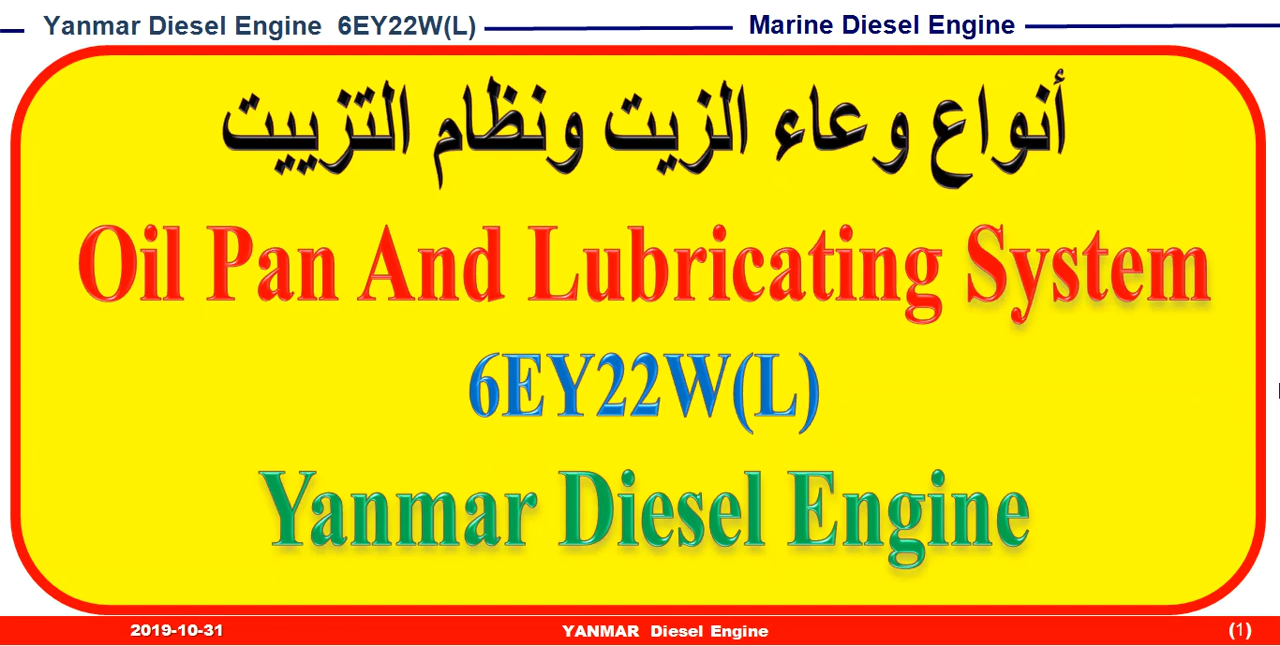 Yanmar Diesel Engine 6EY22W(L) Marine Diesel Engine
أنواع وعاء الزيت ونظام التزييت
Oil Pan And Lubricating System
6EY22W(L)
Yanmar Diesel Engine
2019-10-31 YANMAR Diesel Engine (1)